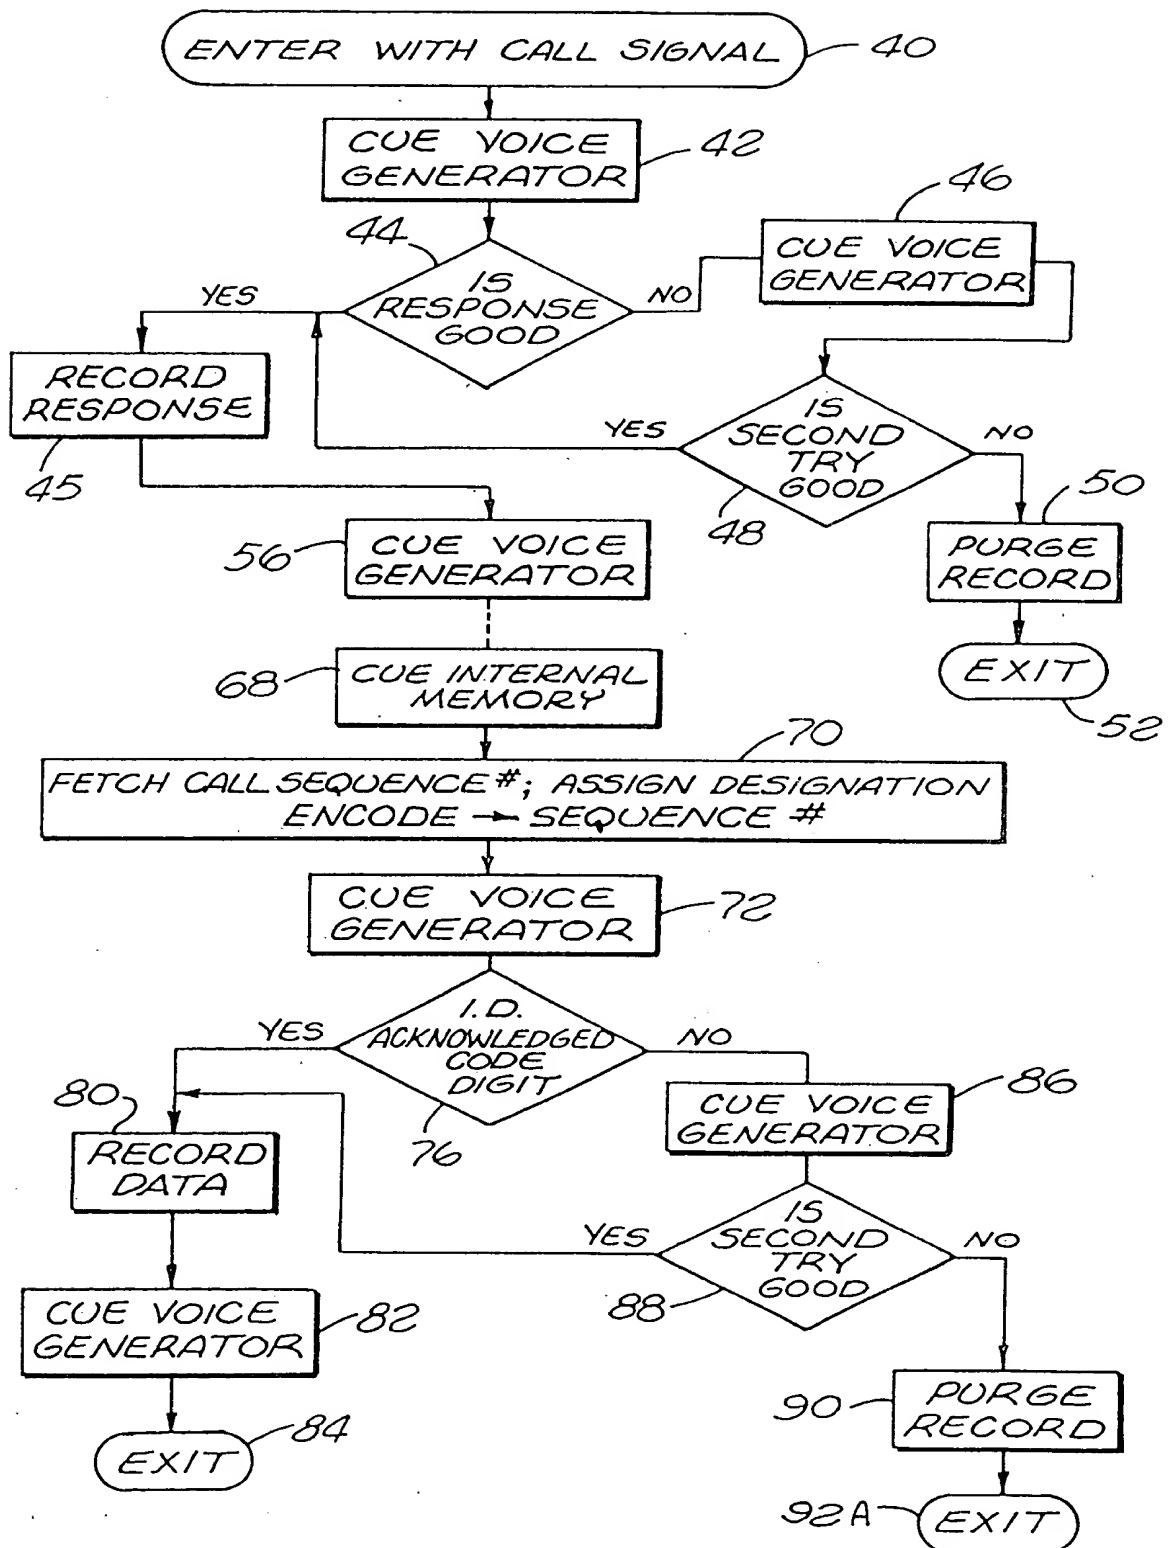 ENTER WITH CALL SIGNAL
40
CUE VOICE
GENERATOR
42
44
IS
RESPONSE
GOOD
YES
NO
46
CUE VOICE
GENERATOR
RECORD
RESPONSE
45
IS
SECOND
TRY
GOOD
YES
NO
48
50
PURGE
RECORD
EXIT
52
56
CUE VOICE
GENERATOR
68
CUE INTERNAL
MEMORY
70
FETCH CALL SEQUENCE #; ASSIGN DESIGNATION
ENCODE → SEQUENCE #
CUE VOICE
GENERATOR
72
I.D.
ACKNOWLEDGED
CODE
DIGIT
YES
NO
76
80
RECORD
DATA
86
CUE VOICE
GENERATOR
IS
SECOND
TRY
GOOD
YES
NO
88
CUE VOICE
GENERATOR
82
EXIT
84
90
PURGE
RECORD
92A
EXIT